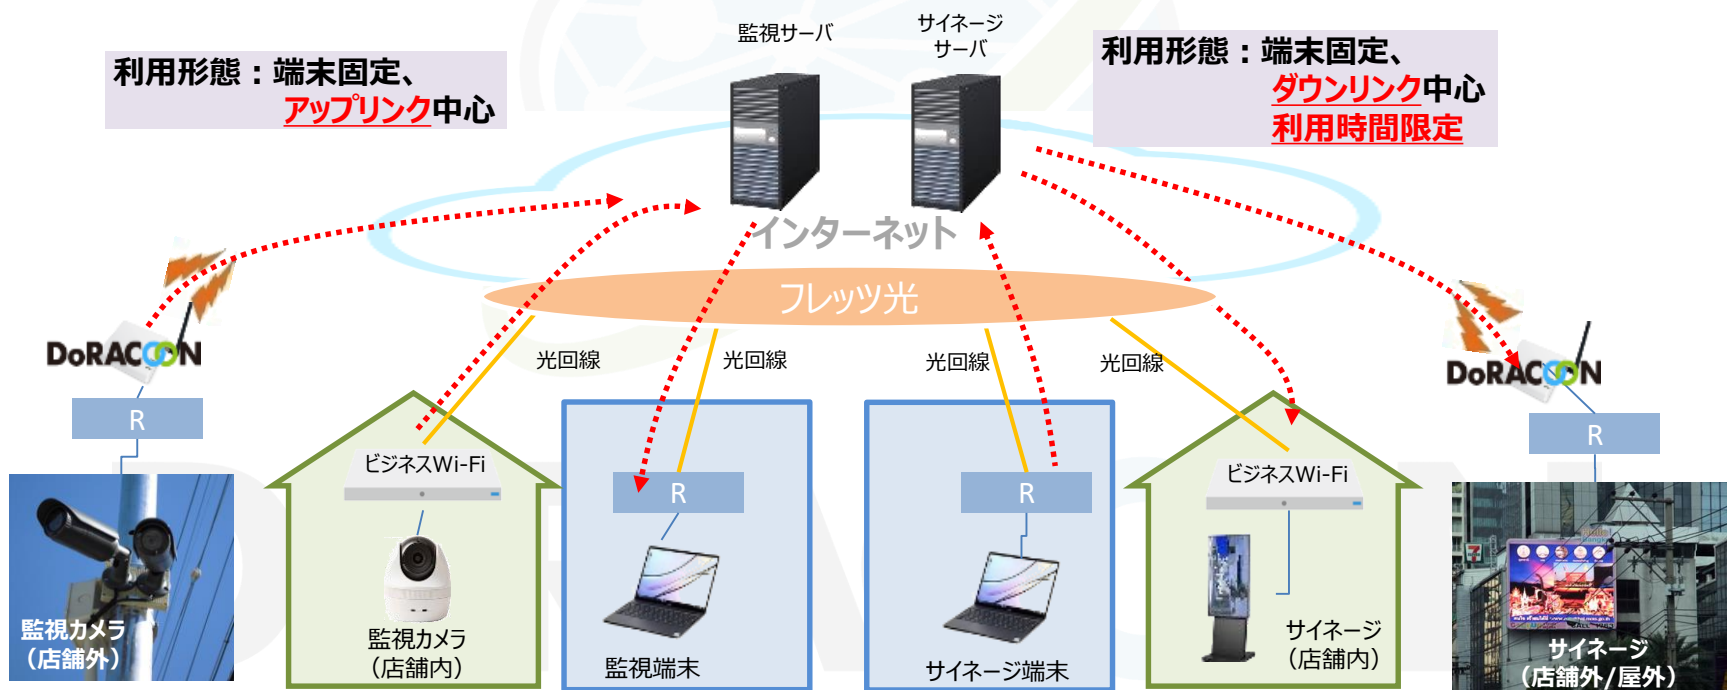 監視サーバ
サイネージ
サーバ
利用形態：端末固定、
アップリンク中心
利用形態：端末固定、
ダウンリンク中心
利用時間限定
インターネット
フレッツ光
DoRACOON
DoRACOON
光回線
光回線
光回線
光回線
R
R
ビジネスWi-Fi
R
R
ビジネスWi-Fi
監視カメラ
（店舗外）
監視カメラ
（店舗内）
監視端末
サイネージ端末
サイネージ
（店舗内）
サイネージ
（店舗外/屋外）